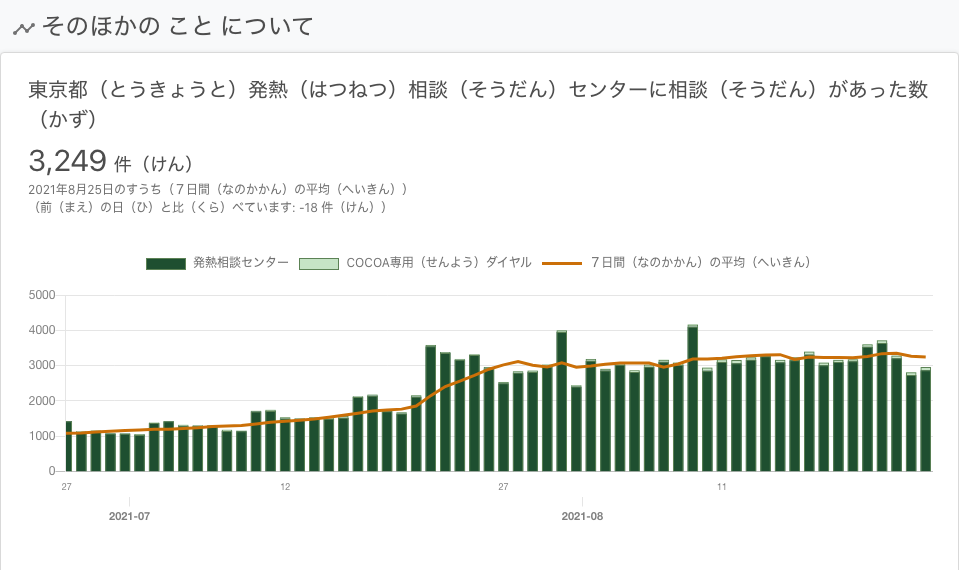 そのほかの こと について
東京都（とうきょうと）発熱（はつねつ）相談（そうだん）センターに相談（そうだん）があった数
（かず）
3,249 件（けん）
2021年8月25日のすうち（７日間（なのかかん）の平均（へいきん））
（前（まえ）の日（ひ）と比（くら）べています: -18 件（けん））
発熱相談センター COCOA専用（せんよう）ダイヤル ７日間（なのかかん）の平均（へいきん）
5000
4000
3000
2000
1000
0
27 12 27 11
2021-07 2021-08